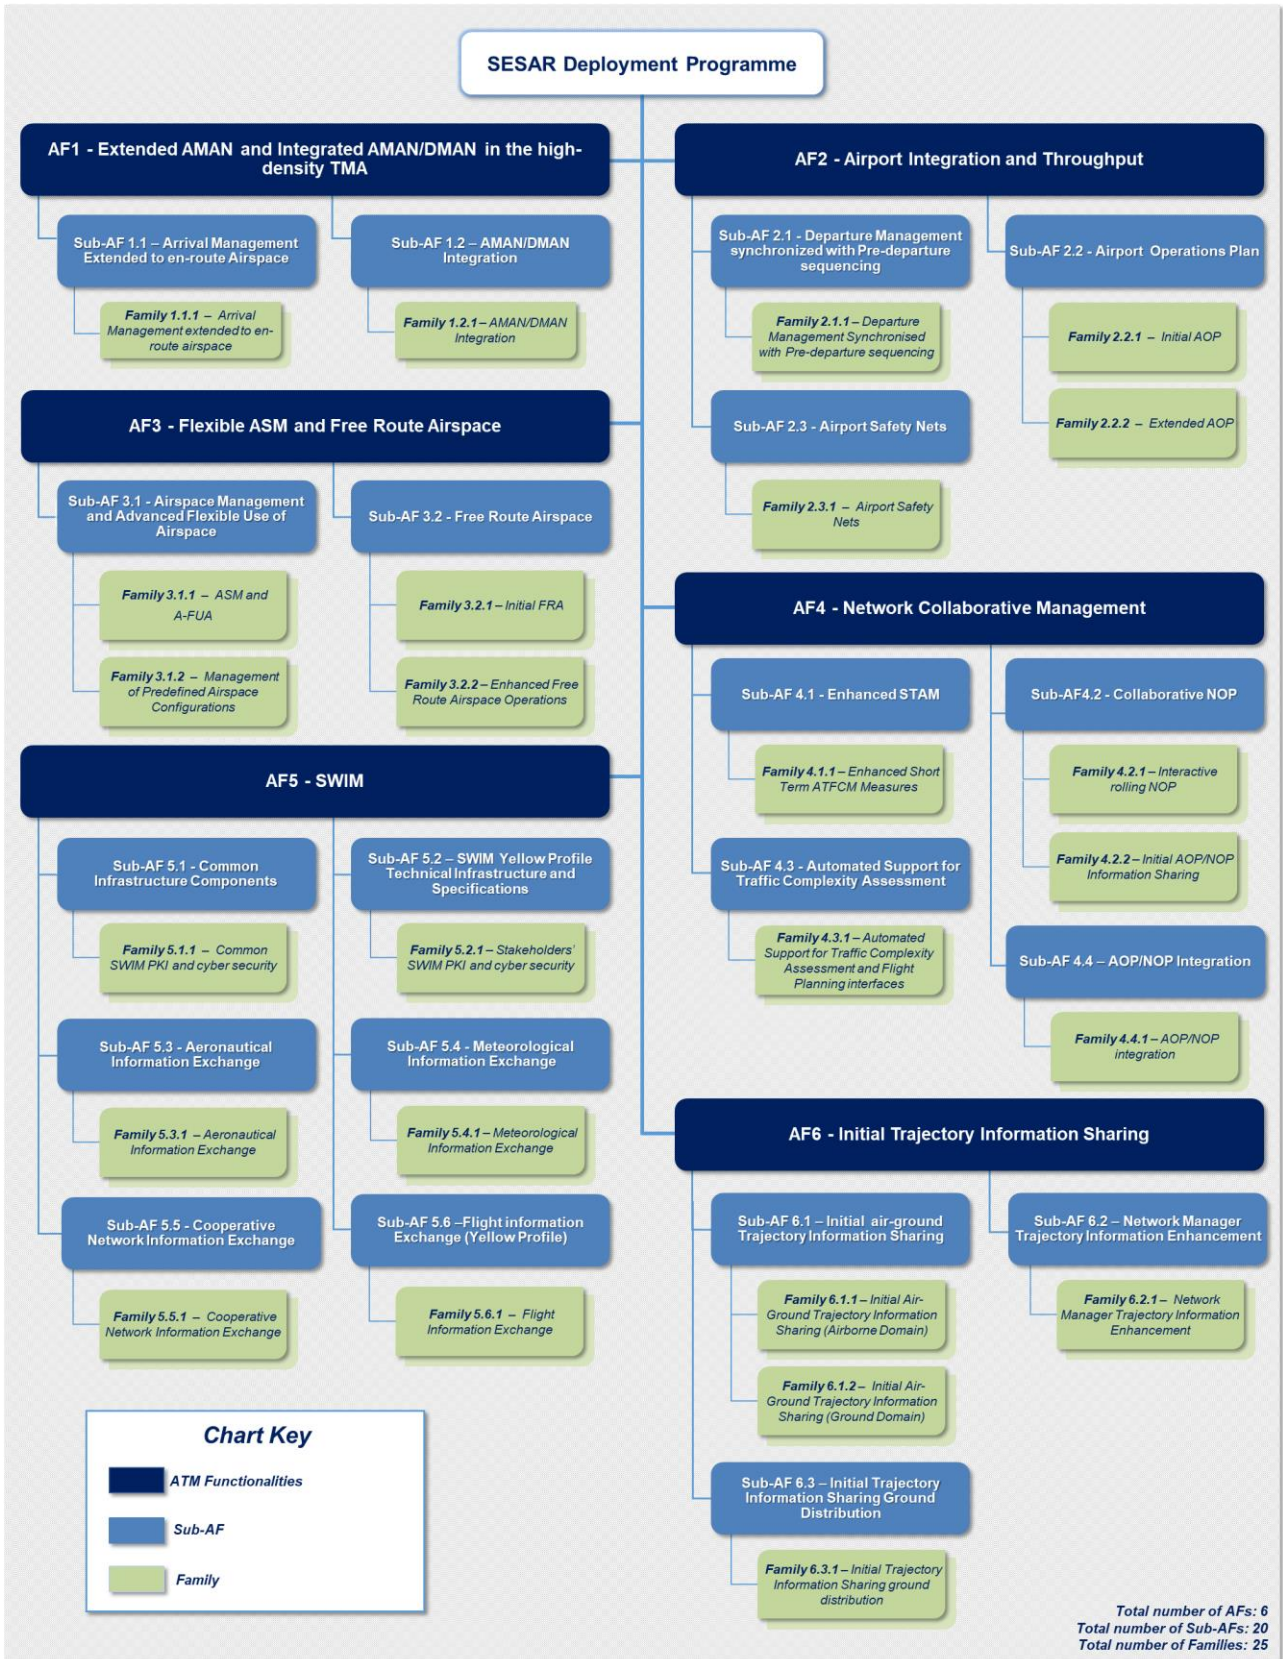 SESAR Deployment Programme
AF1 - Extended AMAN and Integrated AMAN/DMAN in the high-
density TMA
Sub-AF 1.1 – Arrival Management
Extended to en-route Airspace
Family 1.1.1 – Arrival
Management extended to en-
route airspace
Sub-AF 1.2 – AMAN/DMAN
Integration
Family 1.2.1 – AMAN/DMAN
Integration
AF2 - Airport Integration and Throughput
Sub-AF 2.1 - Departure Management
synchronized with Pre-departure
sequencing
Family 2.1.1 – Departure
Management Synchronised
with Pre-departure sequencing
Sub-AF 2.2 - Airport Operations Plan
Family 2.2.1 – Initial AOP
Family 2.2.2 – Extended AOP
Sub-AF 2.3 - Airport Safety Nets
Family 2.3.1 – Airport Safety
Nets
AF3 - Flexible ASM and Free Route Airspace
Sub-AF 3.1 - Airspace Management
and Advanced Flexible Use of
Airspace
Family 3.1.1 – ASM and
A-FUA
Family 3.1.2 – Management
of Predefined Airspace
Configurations
Sub-AF 3.2 - Free Route Airspace
Family 3.2.1 – Initial FRA
Family 3.2.2 – Enhanced Free
Route Airspace Operations
AF4 - Network Collaborative Management
Sub-AF 4.1 - Enhanced STAM
Family 4.1.1 – Enhanced Short
Term ATFCM Measures
Sub-AF4.2 - Collaborative NOP
Family 4.2.1 – Interactive
rolling NOP
Family 4.2.2 – Initial AOP/NOP
Information Sharing
Sub-AF 4.3 - Automated Support for
Traffic Complexity Assessment
Family 4.3.1 – Automated
Support for Traffic Complexity
Assessment and Flight
Planning interfaces
Sub-AF 4.4 – AOP/NOP Integration
Family 4.4.1 – AOP/NOP
integration
AF5 - SWIM
Sub-AF 5.1 - Common
Infrastructure Components
Family 5.1.1 – Common
SWIM PKI and cyber security
Sub-AF 5.2 – SWIM Yellow Profile
Technical Infrastructure and
Specifications
Family 5.2.1 – Stakeholders'
SWIM PKI and cyber security
Sub-AF 5.3 - Aeronautical
Information Exchange
Family 5.3.1 – Aeronautical
Information Exchange
Sub-AF 5.4 - Meteorological
Information Exchange
Family 5.4.1 – Meteorological
Information Exchange
Sub-AF 5.5 - Cooperative
Network Information Exchange
Family 5.5.1 – Cooperative
Network Information Exchange
Sub-AF 5.6 –Flight information
Exchange (Yellow Profile)
Family 5.6.1 – Flight
Information Exchange
AF6 - Initial Trajectory Information Sharing
Sub-AF 6.1 – Initial air-ground
Trajectory Information Sharing
Family 6.1.1 – Initial Air-
Ground Trajectory Information
Sharing (Airborne Domain)
Family 6.1.2 – Initial Air-
Ground Trajectory Information
Sharing (Ground Domain)
Sub-AF 6.2 – Network Manager
Trajectory Information Enhancement
Family 6.2.1 – Network
Manager Trajectory Information
Enhancement
Sub-AF 6.3 – Initial Trajectory
Information Sharing Ground
Distribution
Family 6.3.1 – Initial Trajectory
Information Sharing ground
distribution
Chart Key
ATM Functionalities
Sub-AF
Family
Total number of AFs: 6
Total number of Sub-AFs: 20
Total number of Families: 25